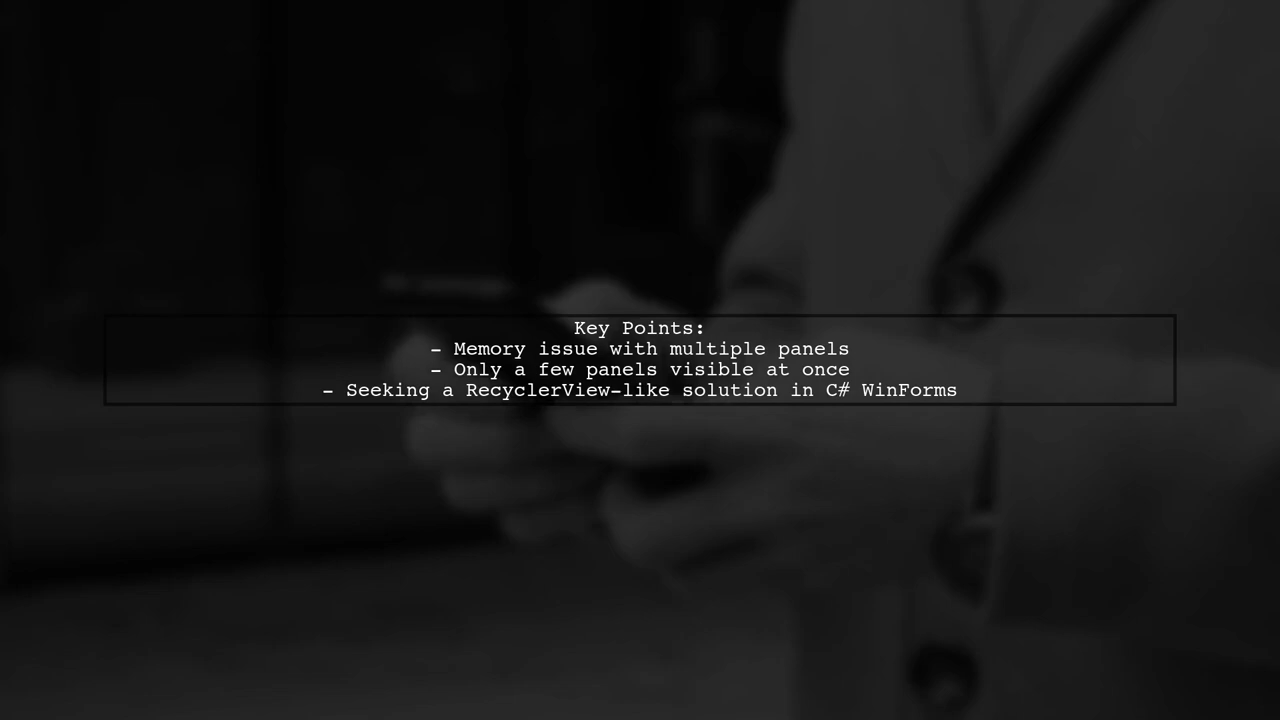 Key Points:
- Memory issue with multiple panels
- Only a few panels visible at once
- Seeking a RecyclerView-like solution in C# WinForms